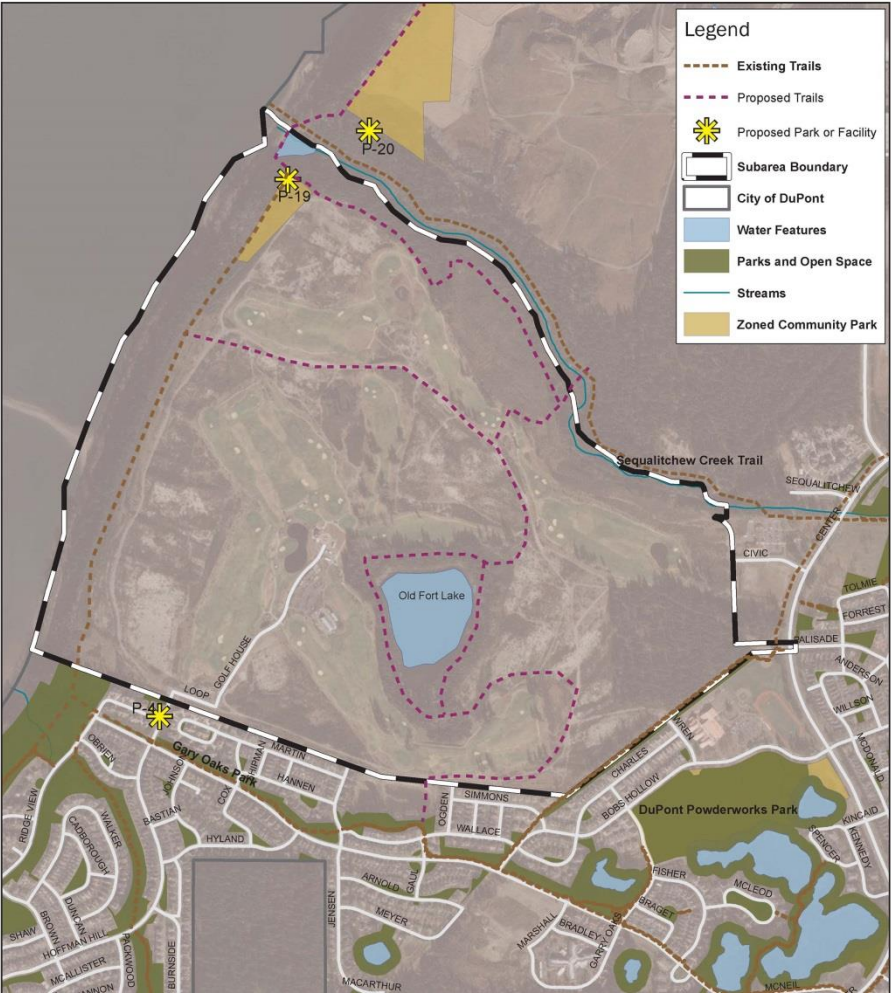 Legend
Existing Trails
Proposed Trails
Proposed Park or Facility
Subarea Boundary
City of DuPont
Water Features
Parks and Open Space
Streams
Zoned Community Park
P-20
P-19
Sequalitchew Creek Trail
SEQUALITCHEW
CENTER
CIVIC
Old Fort Lake
TOLMIE
FORREST
PALISADE
ANDERSON
WILLSON
MCDONALD
GOLF HOUSE
LOOP
P-4
Gary Oaks Park
OBRIEN
JOHNSON
SHIPMAN
MARTIN
HANNEN
COX
BASTIAN
HYLAND
RIDGE VIEW
WALKER
CADBOROUGH
DUNCAN
BROWN
SHAW
HOFFMAN HILL
MCALLISTER
PACKWOOD
BURNSIDE
WREN
CHARLES
BOBS HOLLOW
SIMMONS
OGDEN
WALLACE
DuPont Powderworks Park
KINCAID
SPENCER
KENNEDY
ARNOLD
GAUL
MEYER
JENSEN
MACARTHUR
FISHER
MCLEOD
BRAGET
MARSHALL
BRADLEY
GARRY OAKS
MCNEIL